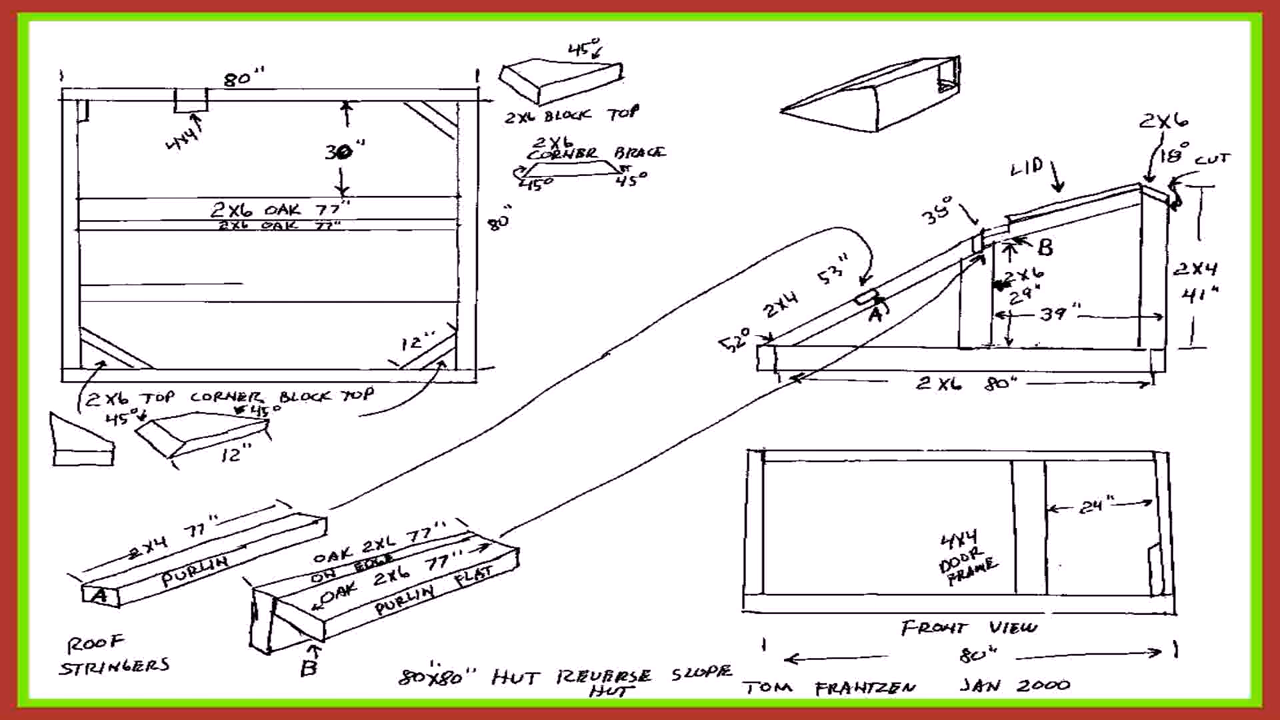 80"
4X4
30"
2X6 OAK 77"
2X6 OAK 77"
80"
12"
2X6 TOP CORNER BLOCK TOP
45°
45°
12"
45°
2X6 BLOCK TOP
2X6
CORNER BRACE
45°
45°
2X6
18° CUT
LID
35°
B
2X6
29"
2X4
41"
39"
53"
2X4
A
52°
2X6 80"
24"
4X4
DOOR
FRAME
FRONT VIEW
80"
2X4 77"
PURLIN
A
ROOF
STRINGERS
OAK 2X6 77"
ON EDGE
OAK 2X6 77"
PURLIN FLAT
B
80"X80" HUT REVERSE SLOPE
HUT
TOM FRANTZEN JAN 2000